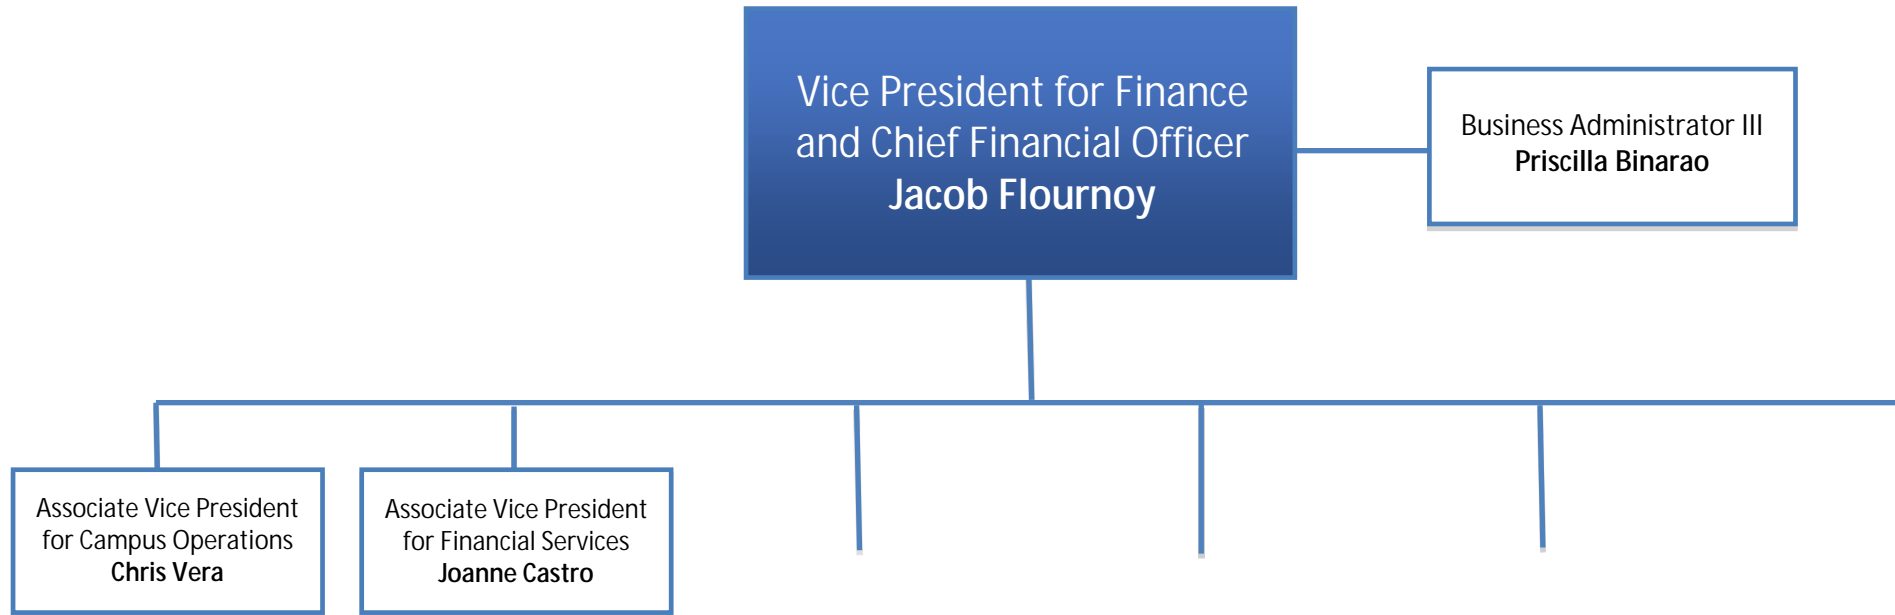 Vice President for Finance
and Chief Financial Officer
Jacob Flournoy
Business Administrator III
Priscilla Binarao
Associate Vice President
for Campus Operations
Chris Vera
Associate Vice President
for Financial Services
Joanne Castro